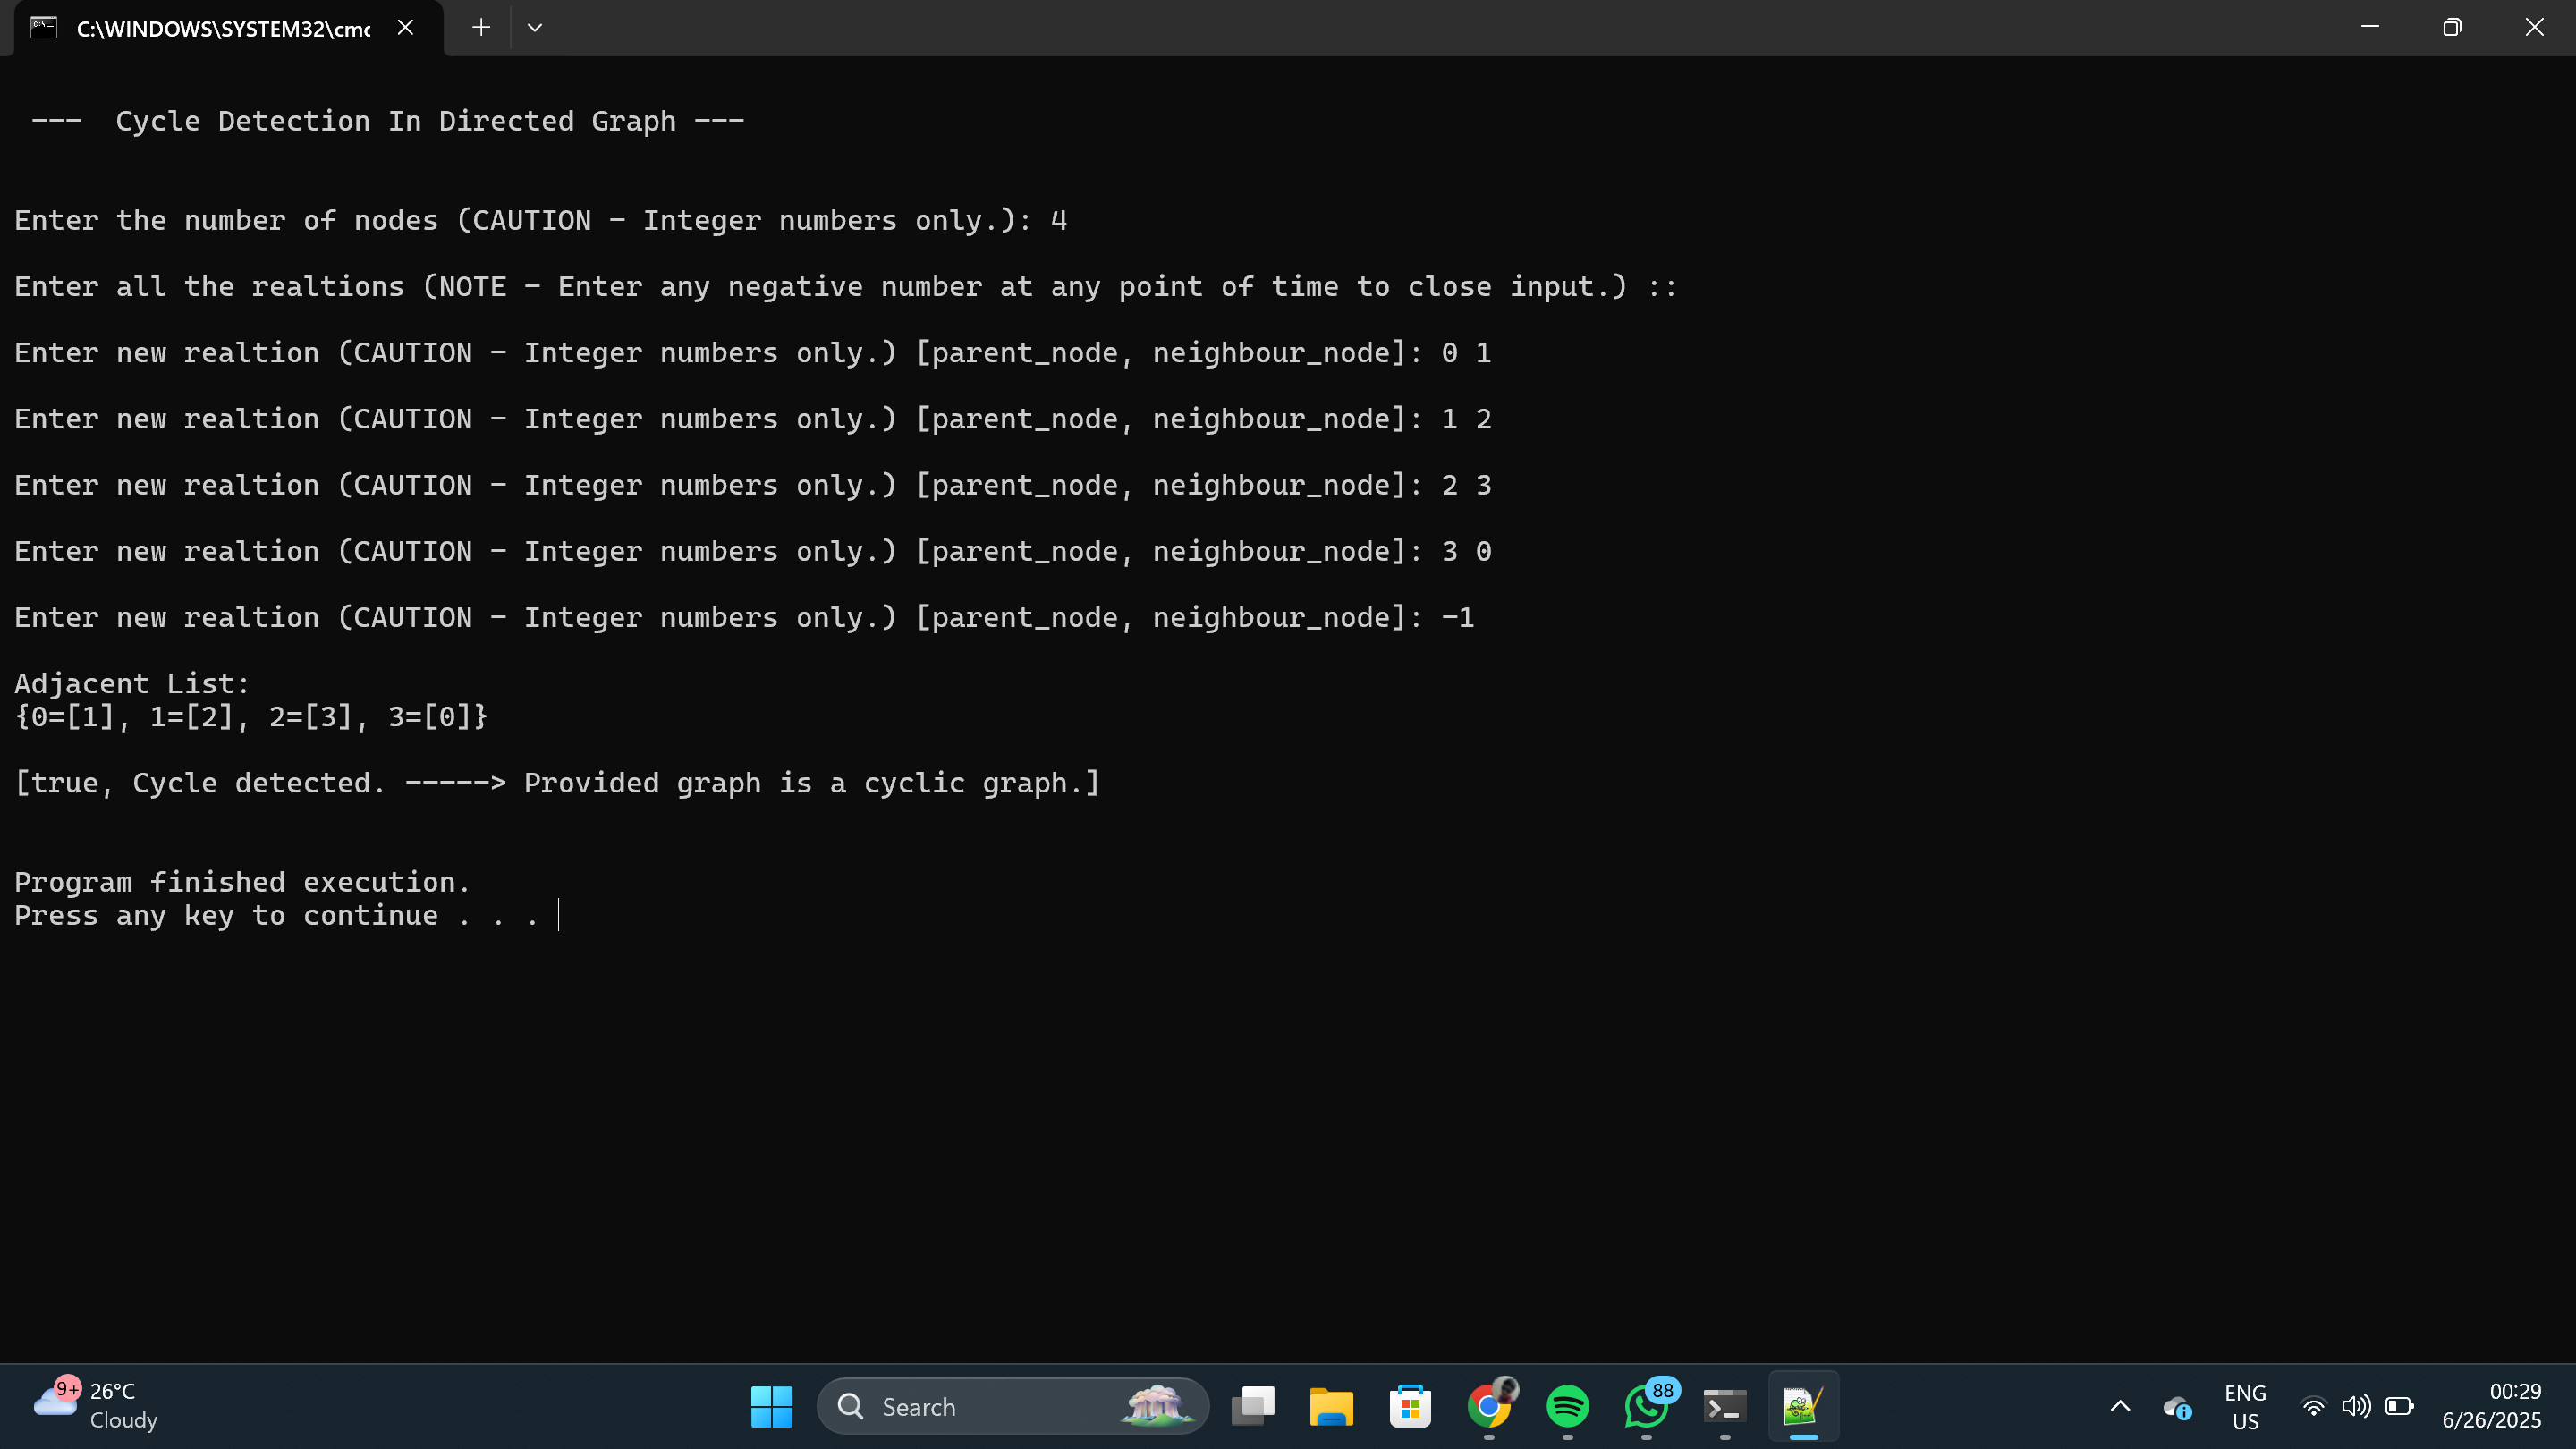 C:\WINDOWS\SYSTEM32\cmc
---  Cycle Detection In Directed Graph ---
Enter the number of nodes (CAUTION - Integer numbers only.): 4
Enter all the realtions (NOTE - Enter any negative number at any point of time to close input.) ::
Enter new realtion (CAUTION - Integer numbers only.) [parent_node, neighbour_node]: 0 1
Enter new realtion (CAUTION - Integer numbers only.) [parent_node, neighbour_node]: 1 2
Enter new realtion (CAUTION - Integer numbers only.) [parent_node, neighbour_node]: 2 3
Enter new realtion (CAUTION - Integer numbers only.) [parent_node, neighbour_node]: 3 0
Enter new realtion (CAUTION - Integer numbers only.) [parent_node, neighbour_node]: -1
Adjacent List:
{0=[1], 1=[2], 2=[3], 3=[0]}
[true, Cycle detected. -----> Provided graph is a cyclic graph.]
Program finished execution.
Press any key to continue . . .
9+
26°C
Cloudy
Search
88
ENG
US
00:29
6/26/2025